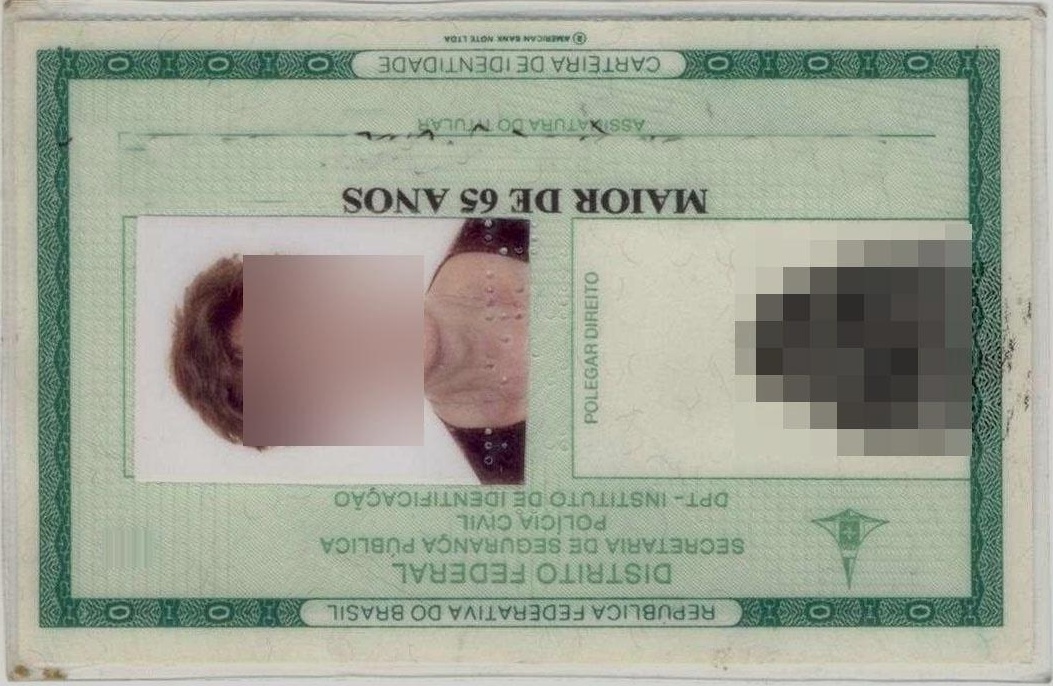 REPÚBLICA FEDERATIVA DO BRASIL
DISTRITO FEDERAL
SECRETARIA DE SEGURANÇA PÚBLICA
POLÍCIA CIVIL
DPT - INSTITUTO DE IDENTIFICAÇÃO
POLEGAR DIREITO
MAIOR DE 65 ANOS
ASSINATURA DO TITULAR
CARTEIRA DE IDENTIDADE
AMERICAN BANK NOTE LTDA